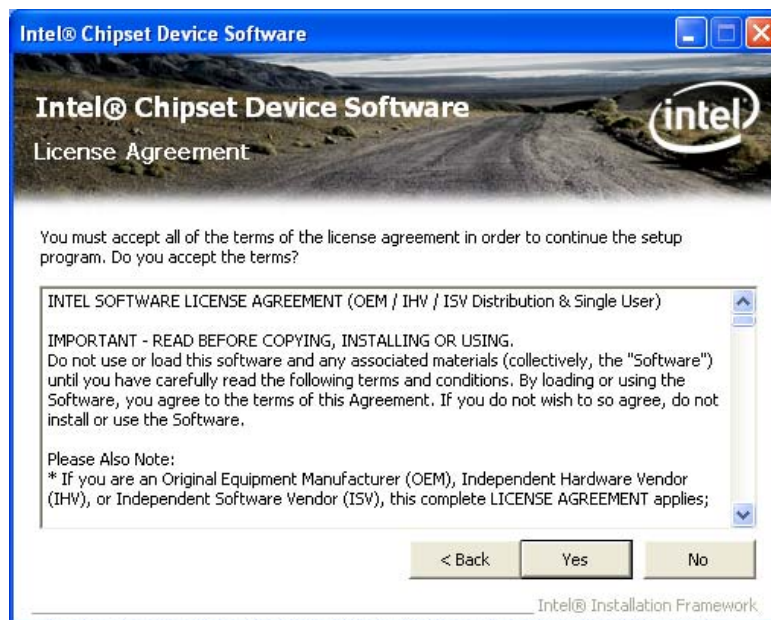 Intel® Chipset Device Software
Intel® Chipset Device Software
intel
License Agreement
You must accept all of the terms of the license agreement in order to continue the setup
program. Do you accept the terms?
INTEL SOFTWARE LICENSE AGREEMENT (OEM / IHV / ISV Distribution & Single User)
IMPORTANT - READ BEFORE COPYING, INSTALLING OR USING.
Do not use or load this software and any associated materials (collectively, the "Software")
until you have carefully read the following terms and conditions. By loading or using the
Software, you agree to the terms of this Agreement. If you do not wish to so agree, do not
install or use the Software.
Please Also Note:
* If you are an Original Equipment Manufacturer (OEM), Independent Hardware Vendor
(IHV), or Independent Software Vendor (ISV), this complete LICENSE AGREEMENT applies;
< Back Yes No
Intel® Installation Framework